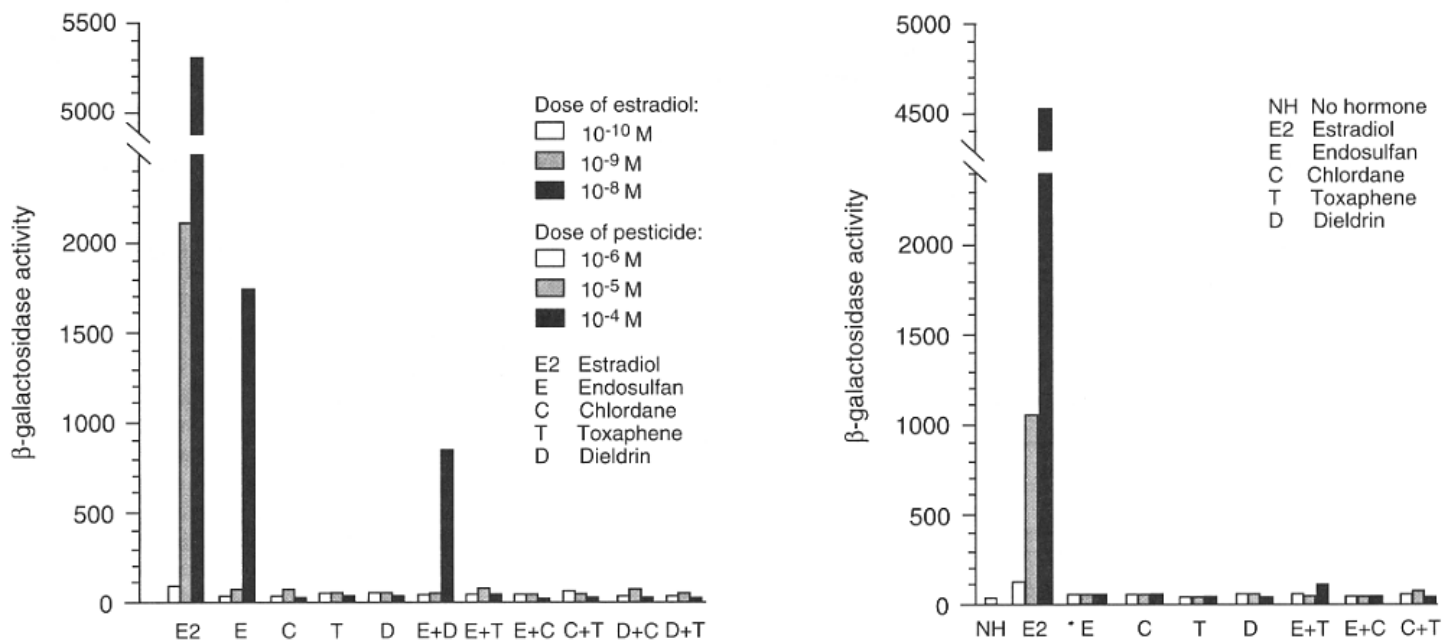 β-galactosidase activity
5500
5000
2000
1500
1000
500
0
E2 E C T D E+D E+T E+C C+T D+C D+T
Dose of estradiol:
10⁻¹⁰ M
10⁻⁹ M
10⁻⁸ M
Dose of pesticide:
10⁻⁶ M
10⁻⁵ M
10⁻⁴ M
E2 Estradiol
E Endosulfan
C Chlordane
T Toxaphene
D Dieldrin
β-galactosidase activity
5000
4500
2000
1500
1000
500
0
NH E2 * E C T D E+T E+C C+T
NH No hormone
E2 Estradiol
E Endosulfan
C Chlordane
T Toxaphene
D Dieldrin